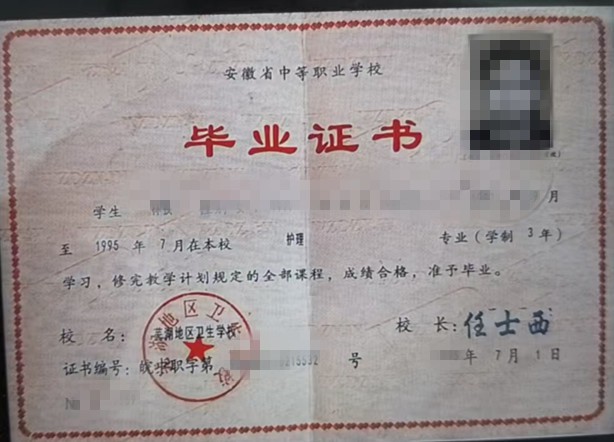 安徽省中等职业学校
毕业证书
学生 月
至 1995 年 7 月在本校 护理 专业（学制 3 年）
学习，修完教学计划规定的全部课程，成绩合格，准予毕业。
校 名： 芜湖地区卫生学校 校 长：任士西
证书编号：皖 职字第 号 年 7 月 1 日